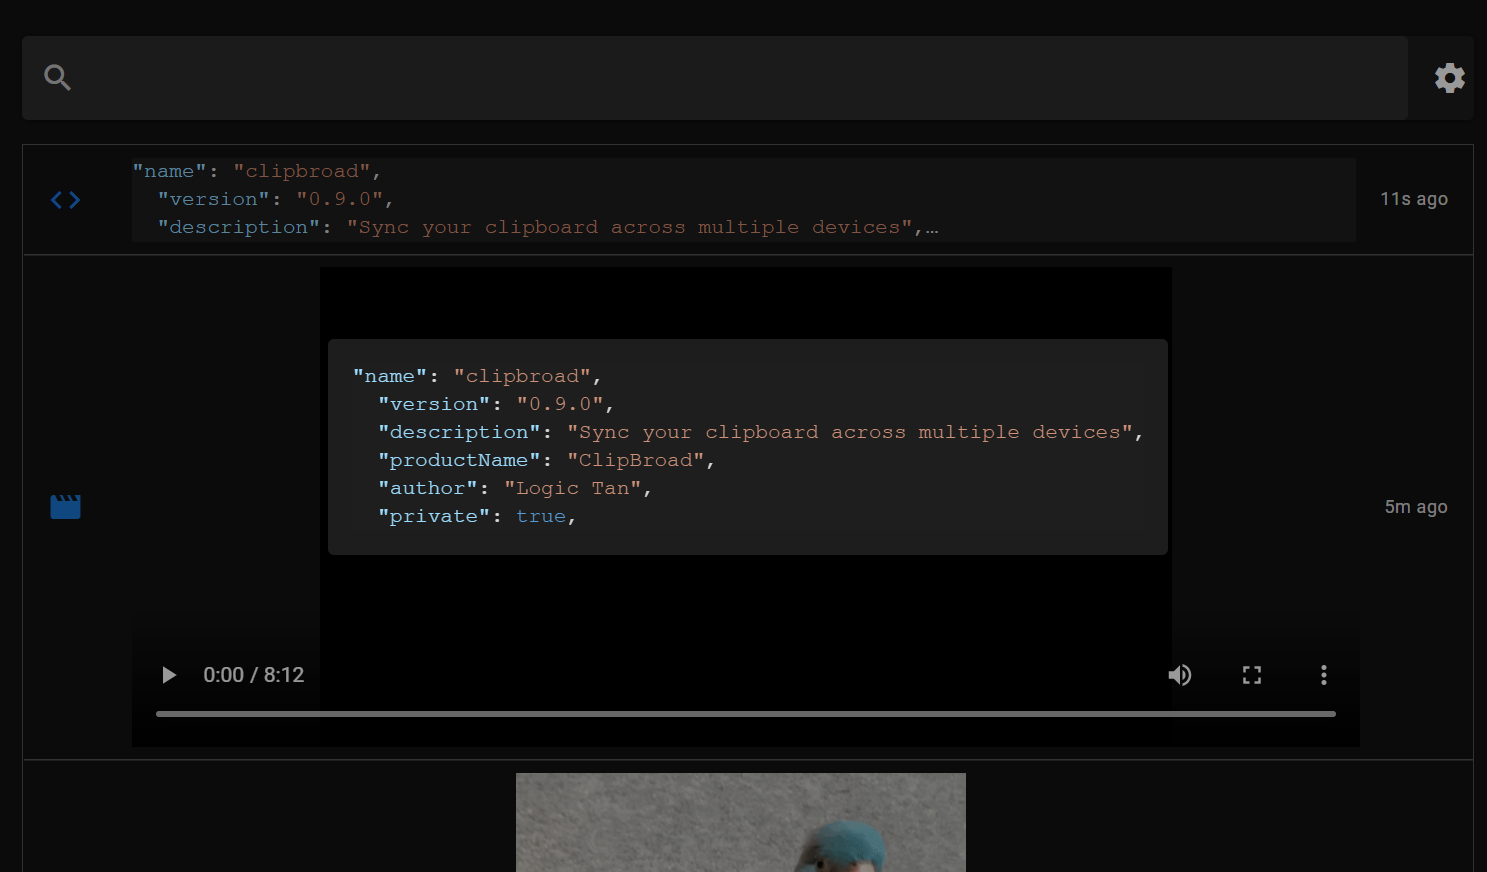 "name": "clipbroad",
"version": "0.9.0",
"description": "Sync your clipboard across multiple devices",…
11s ago
"name": "clipbroad",
"version": "0.9.0",
"description": "Sync your clipboard across multiple devices",
"productName": "ClipBroad",
"author": "Logic Tan",
"private": true,
5m ago
0:00 / 8:12